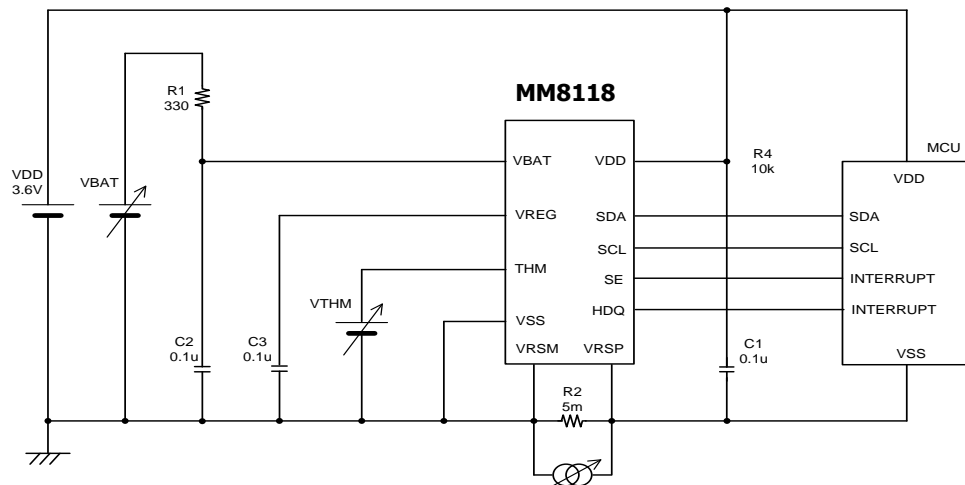 R1
330
MM8118
VDD
3.6V
VBAT
VBAT
VDD
R4
10k
MCU
VDD
VREG
SDA
SDA
SCL
SCL
THM
SE
INTERRUPT
VTHM
HDQ
INTERRUPT
VSS
C2
0.1u
C3
0.1u
VRSM
VRSP
C1
0.1u
VSS
R2
5m